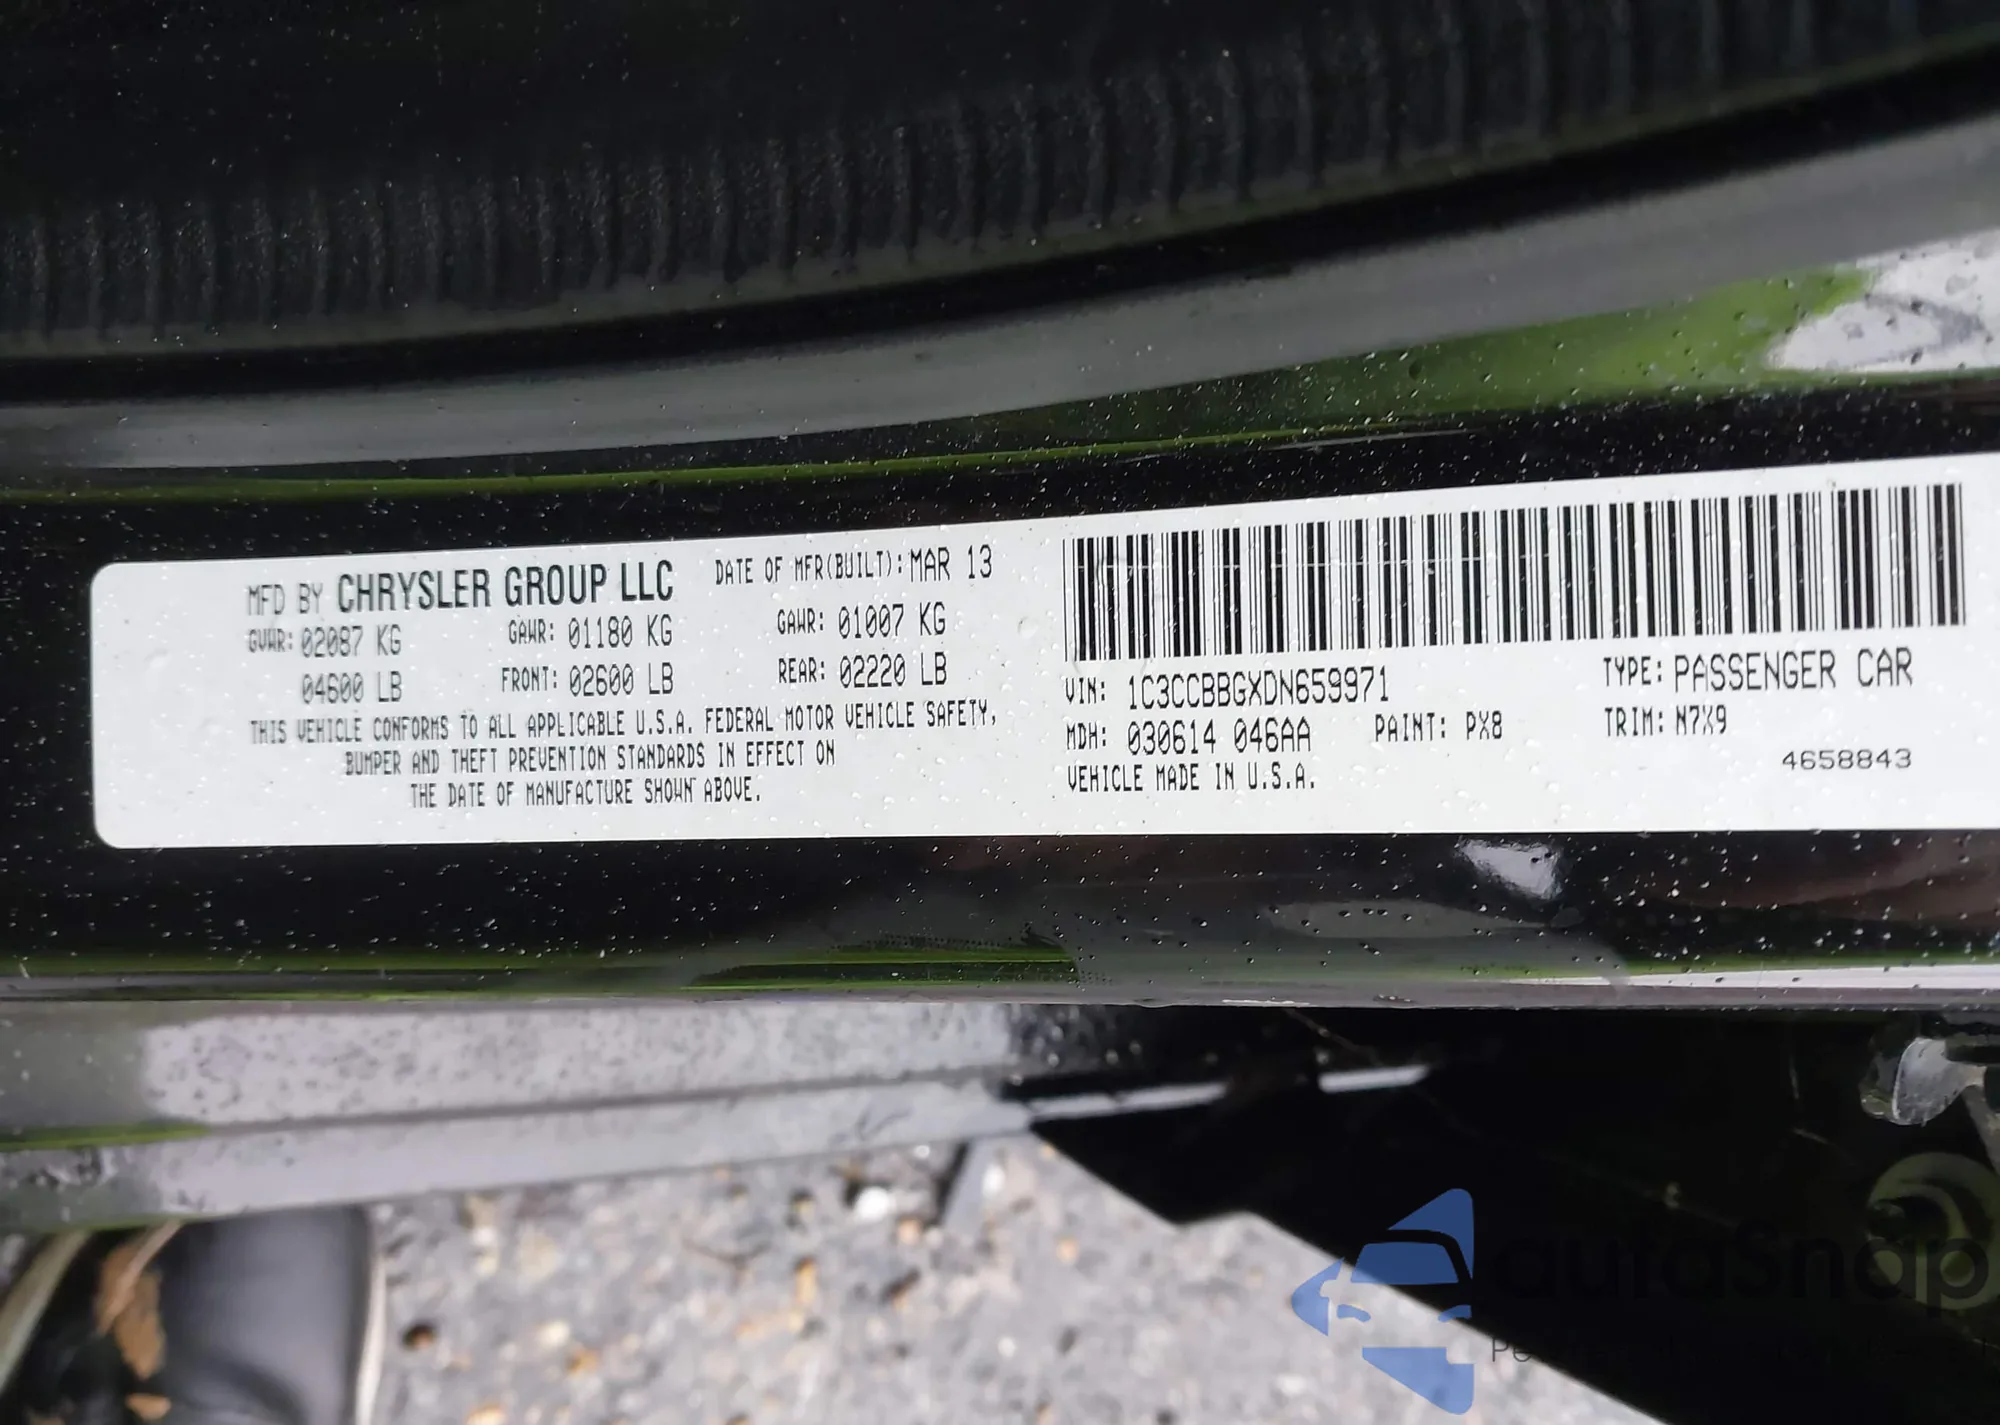 MFD BY CHRYSLER GROUP LLC DATE OF MFR(BUILT): MAR 13
GVWR: 02087 KG GAWR: 01180 KG GAWR: 01007 KG
04600 LB FRONT: 02600 LB REAR: 02220 LB
THIS VEHICLE CONFORMS TO ALL APPLICABLE U.S.A. FEDERAL MOTOR VEHICLE SAFETY,
BUMPER AND THEFT PREVENTION STANDARDS IN EFFECT ON
THE DATE OF MANUFACTURE SHOWN ABOVE.
VIN: 1C3CCBBGXDN659971 TYPE: PASSENGER CAR
MDH: 030614 046AA PAINT: PX8 TRIM: N7X9
VEHICLE MADE IN U.S.A. 4658843
autosnap